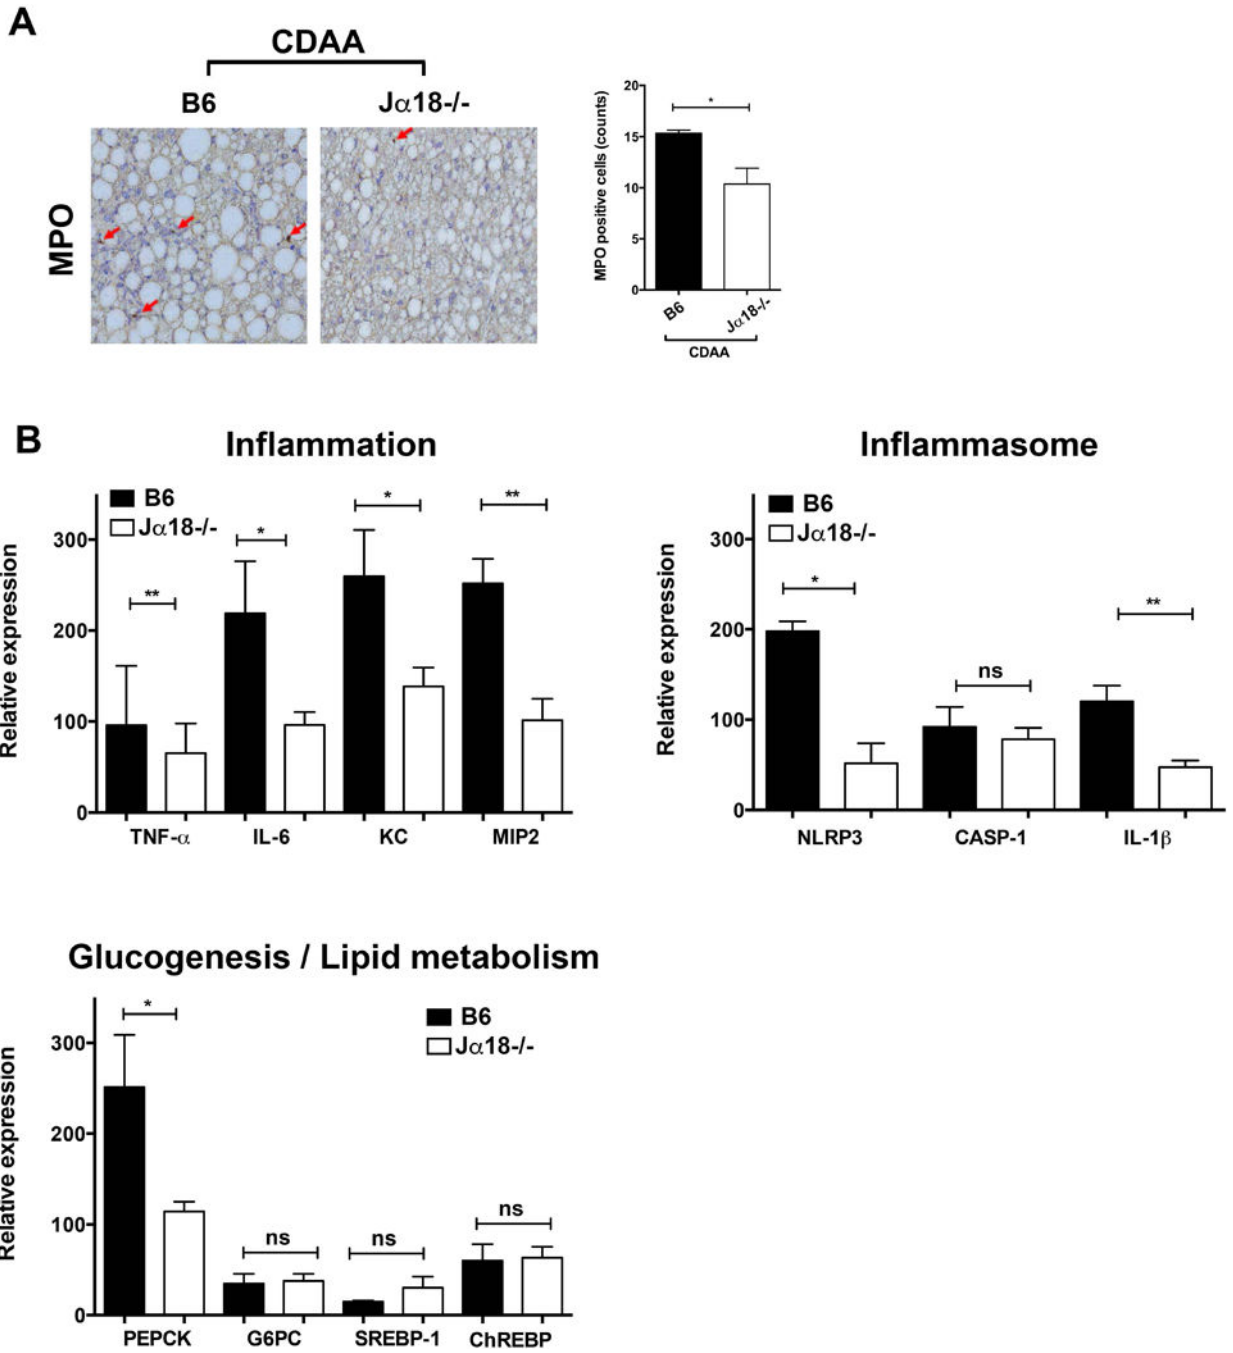 A
CDAA
B6 Jα18-/-
MPO
MPO positive cells (counts)
20
15
10
5
0
*
B6 Jα18-/-
CDAA
B
Inflammation
B6
Jα18-/-
Relative expression
300
200
100
0
** * * **
TNF-α IL-6 KC MIP2
Inflammasome
B6
Jα18-/-
Relative expression
300
200
100
0
* ns **
NLRP3 CASP-1 IL-1β
Glucogenesis / Lipid metabolism
B6
Jα18-/-
Relative expression
300
200
100
0
* ns ns ns
PEPCK G6PC SREBP-1 ChREBP